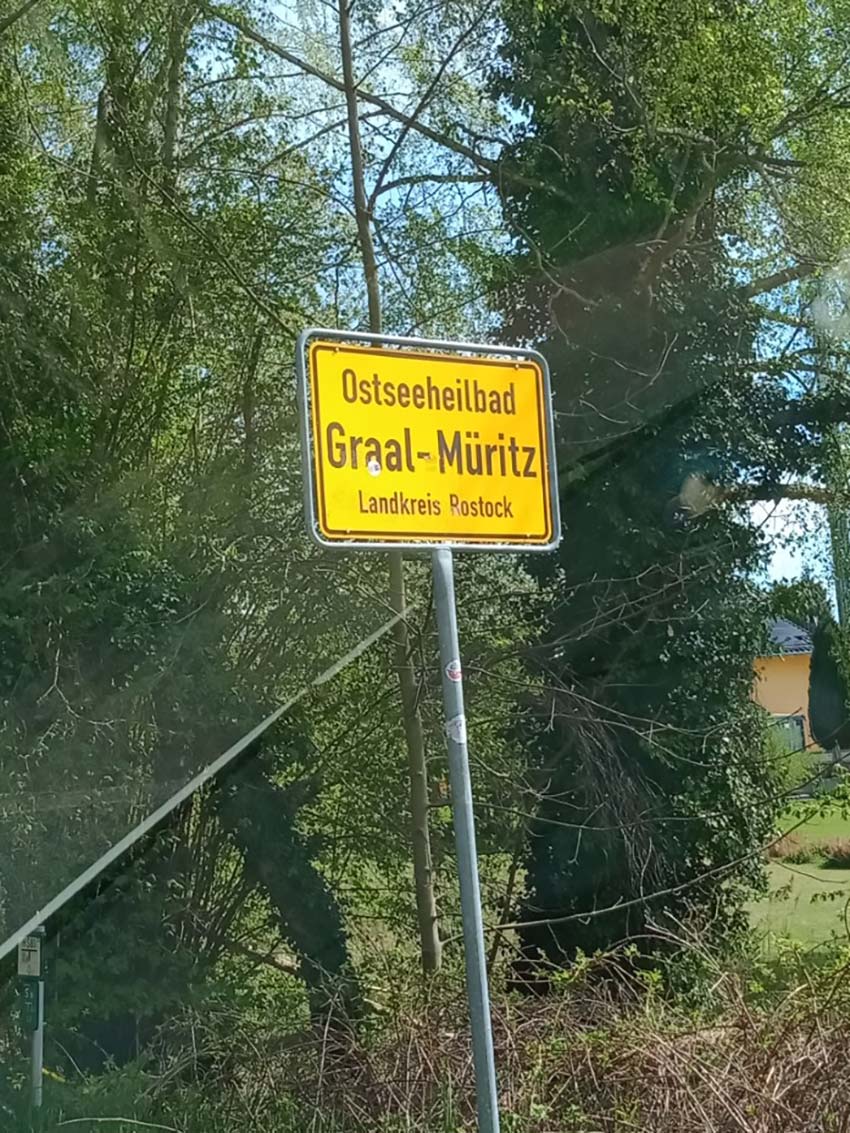 Ostseeheilbad
Graal-Müritz
Landkreis Rostock